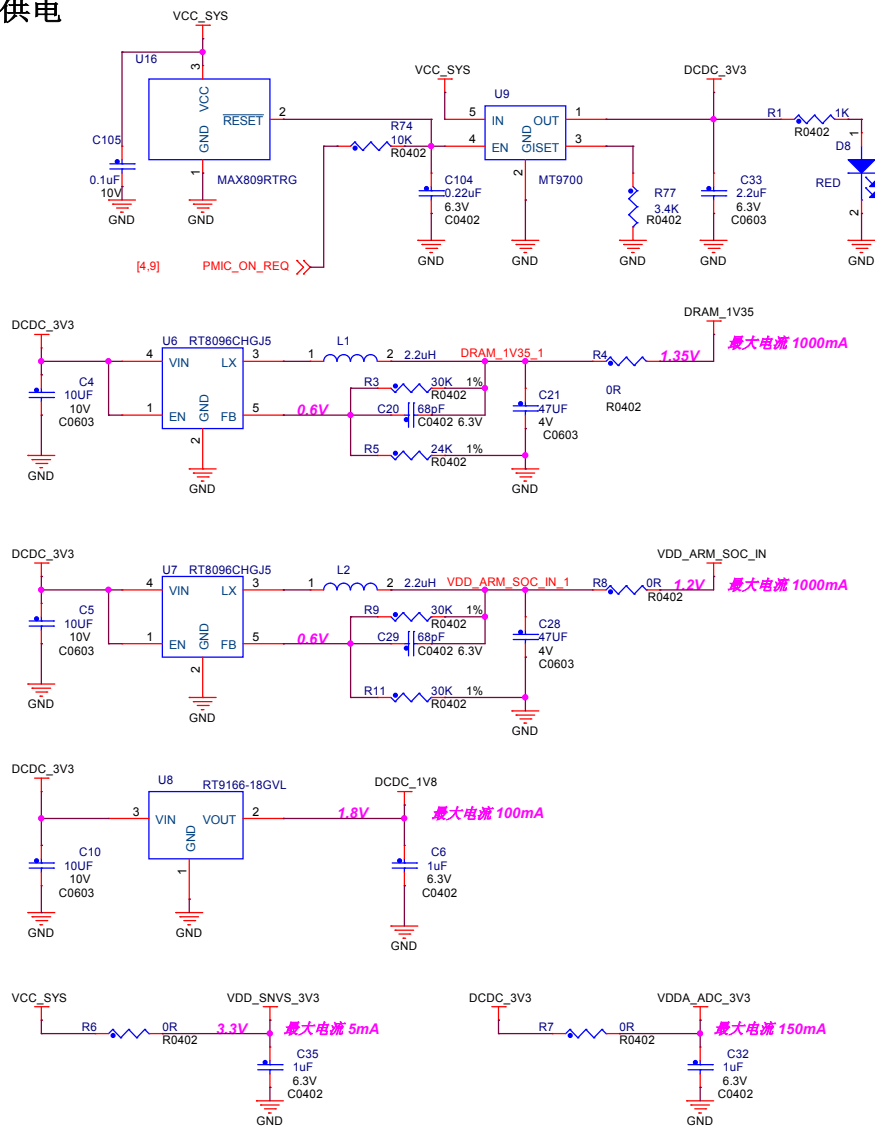 供电
VCC_SYS
U16
3
VCC
RESET
2
GND
1
MAX809RTRG
C105
0.1uF
10V
GND
GND
R74
10K
R0402
[4,9]
PMIC_ON_REQ
VCC_SYS
U9
5
IN
OUT
1
4
EN
GISET
3
GND
2
MT9700
C104
0.22uF
6.3V
C0402
GND
GND
R77
3.4K
R0402
GND
DCDC_3V3
C33
2.2uF
6.3V
C0603
GND
R1
1K
R0402
1
D8
RED
2
GND
DCDC_3V3
C4
10UF
10V
C0603
GND
U6 RT8096CHGJ5
4
VIN
LX
3
1
EN
FB
5
GND
2
GND
L1
1
2
2.2uH
DRAM_1V35_1
R3
30K
1%
R0402
0.6V
C20
68pF
C0402 6.3V
R5
24K
1%
R0402
C21
47UF
4V
C0603
GND
R4
0R
R0402
1.35V
DRAM_1V35
最大电流 1000mA
DCDC_3V3
C5
10UF
10V
C0603
GND
U7 RT8096CHGJ5
4
VIN
LX
3
1
EN
FB
5
GND
2
GND
L2
1
2
2.2uH
VDD_ARM_SOC_IN_1
R9
30K
1%
R0402
0.6V
C29
68pF
C0402 6.3V
R11
30K
1%
R0402
C28
47UF
4V
C0603
GND
R8
0R
R0402
1.2V
VDD_ARM_SOC_IN
最大电流 1000mA
DCDC_3V3
C10
10UF
10V
C0603
GND
U8
RT9166-18GVL
3
VIN
VOUT
2
GND
1
GND
1.8V
DCDC_1V8
最大电流 100mA
C6
1uF
6.3V
C0402
GND
VCC_SYS
R6
0R
R0402
3.3V
VDD_SNVS_3V3
最大电流 5mA
C35
1uF
6.3V
C0402
GND
DCDC_3V3
R7
0R
R0402
VDDA_ADC_3V3
最大电流 150mA
C32
1uF
6.3V
C0402
GND